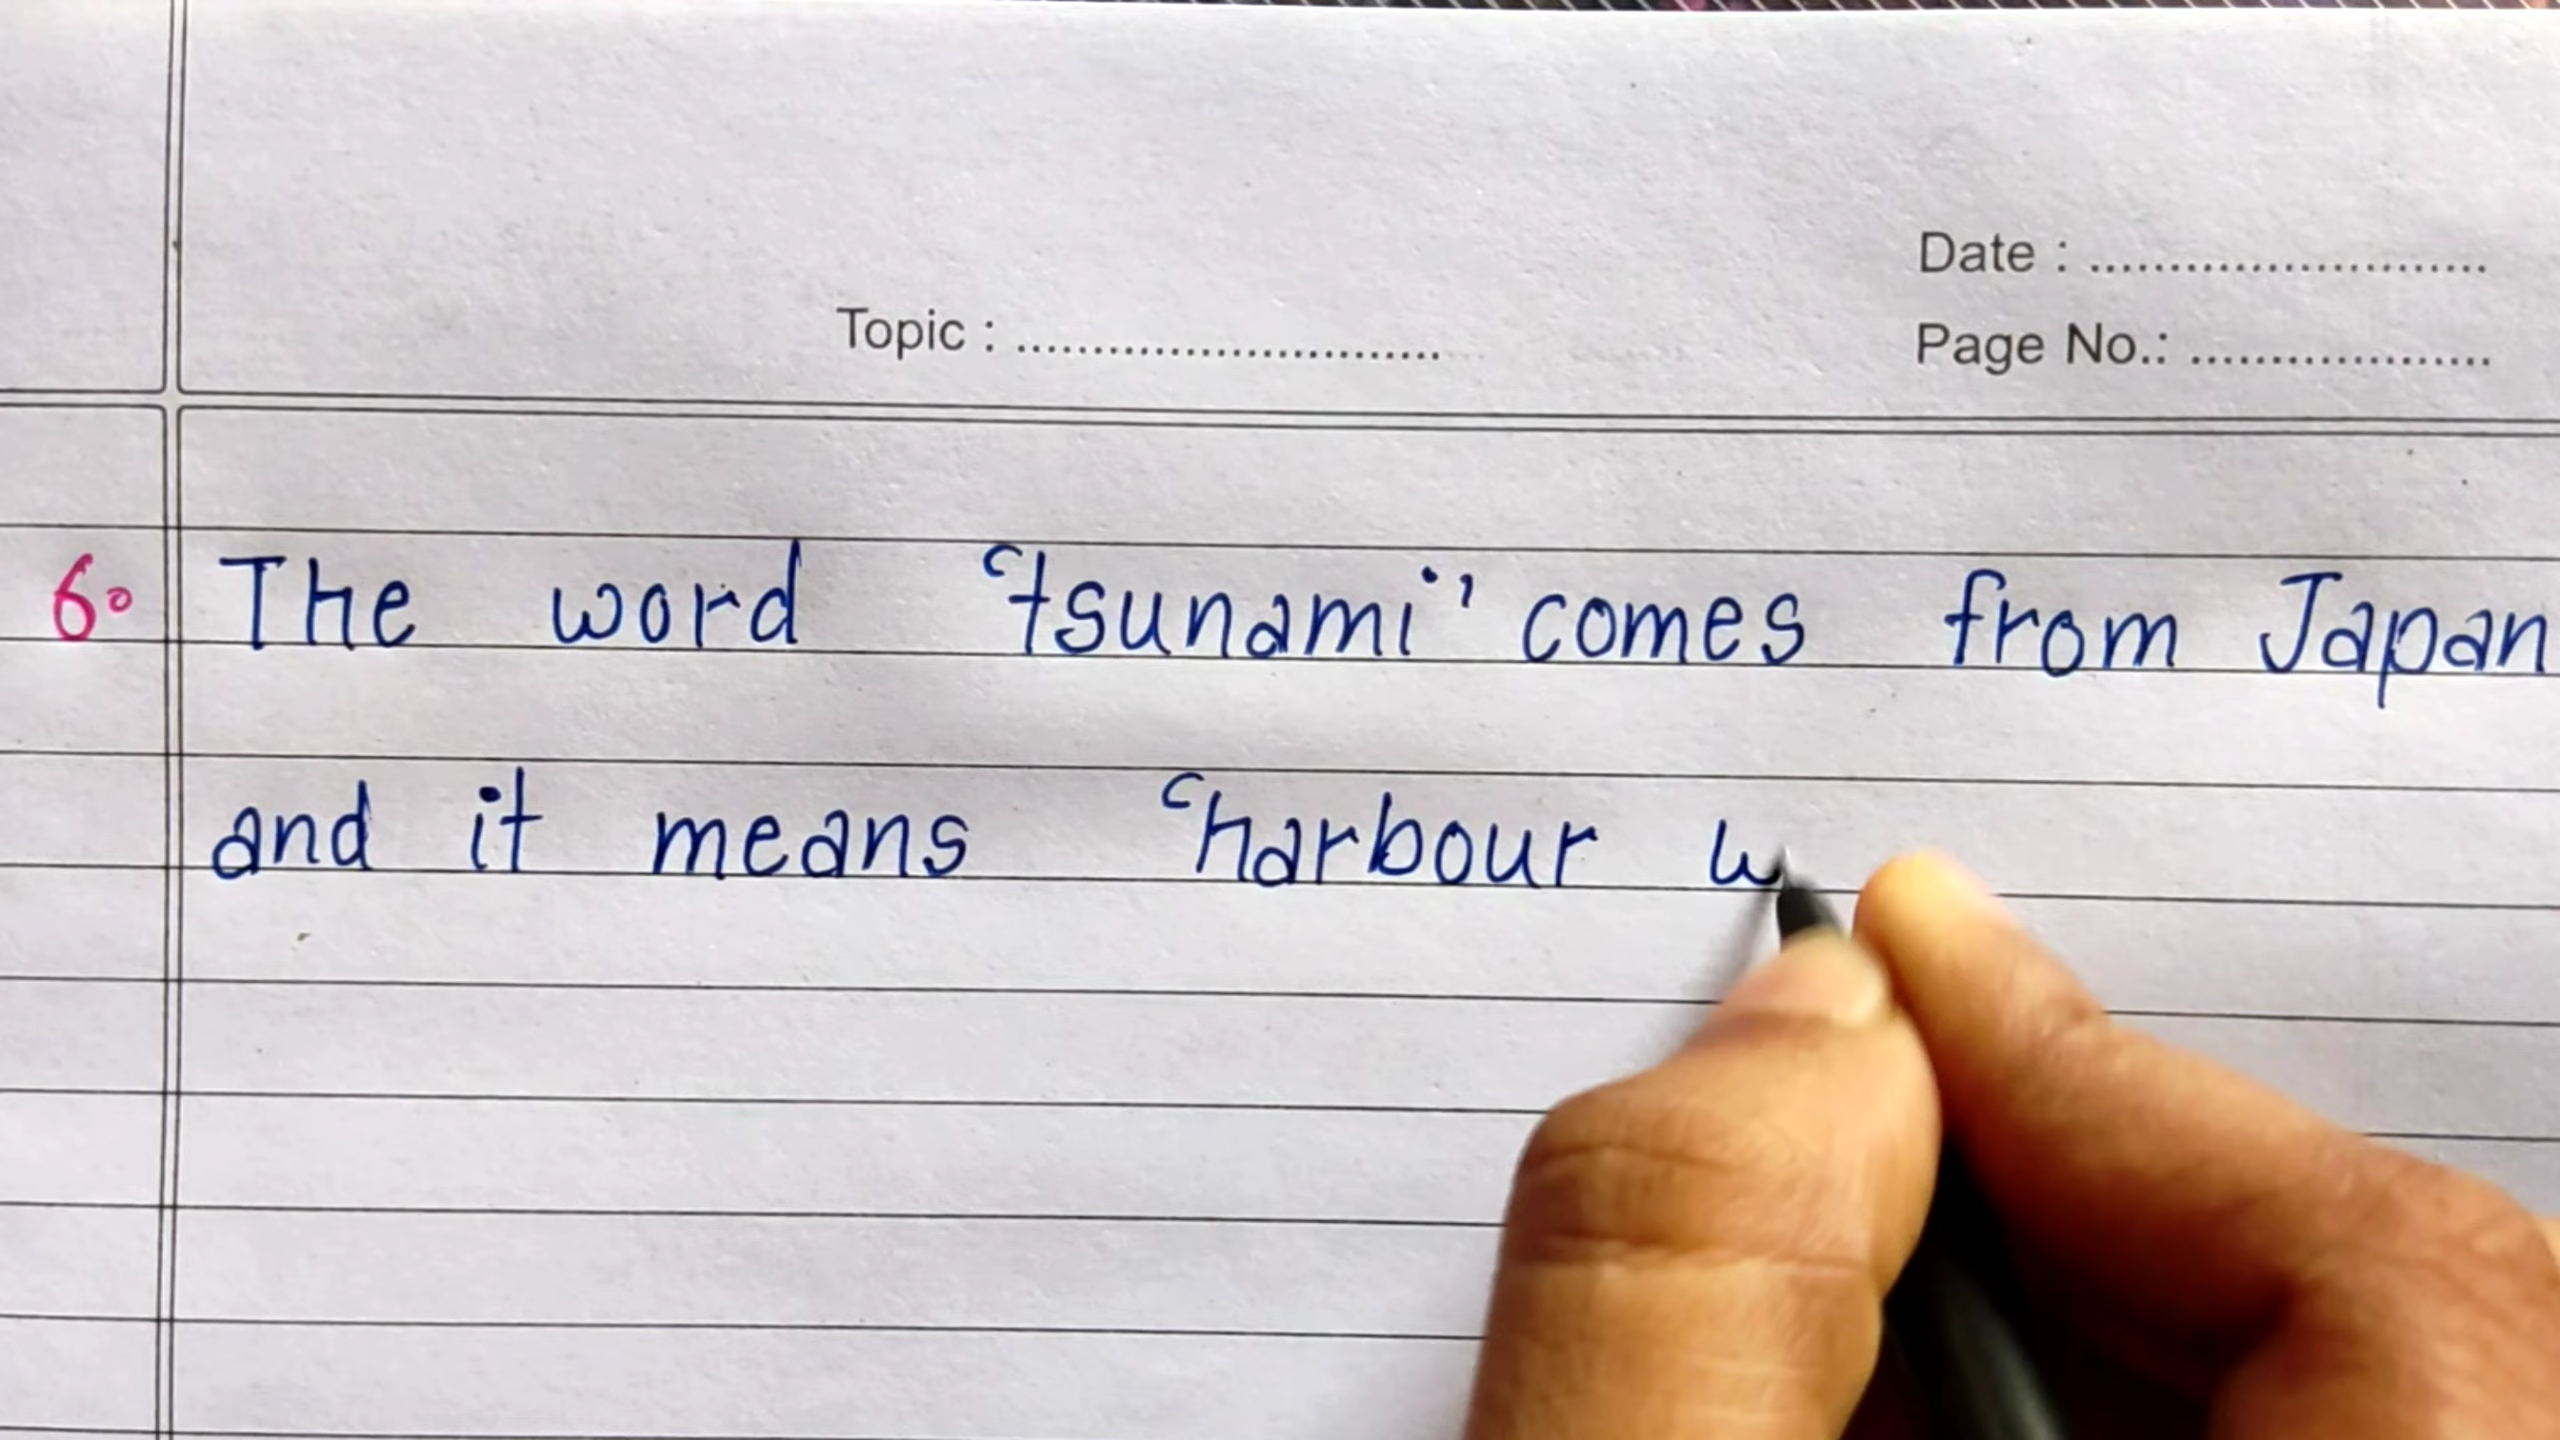 Date : ..........................
Topic : ..........................
Page No.: ....................
6. The word 'tsunami' comes from Japan
and it means 'harbour w